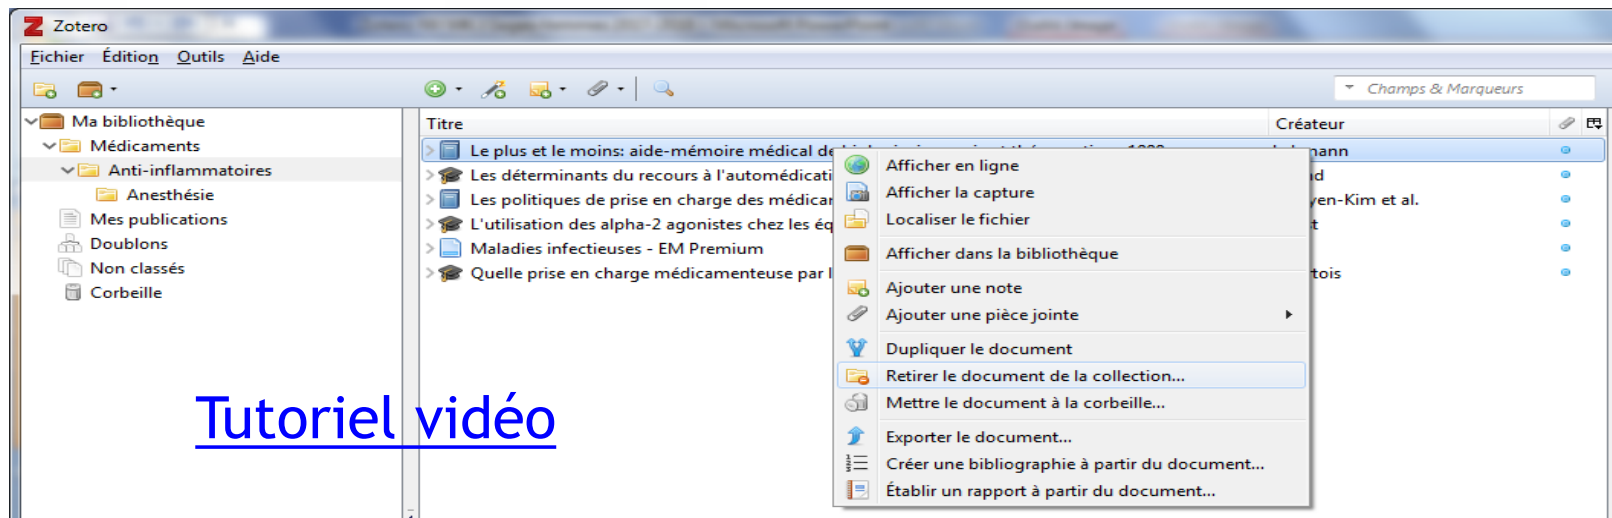 Zotero
Fichier Édition Outils Aide
Champs & Marqueurs
Ma bibliothèque
Médicaments
Anti-inflammatoires
Anesthésie
Mes publications
Doublons
Non classés
Corbeille
Titre Créateur
Le plus et le moins: aide-mémoire médical de
Les déterminants du recours à l'automédicati
Les politiques de prise en charge des médicar yen-Kim et al.
L'utilisation des alpha-2 agonistes chez les éq
Maladies infectieuses - EM Premium
Quelle prise en charge médicamenteuse par l tois
Afficher en ligne
Afficher la capture
Localiser le fichier
Afficher dans la bibliothèque
Ajouter une note
Ajouter une pièce jointe
Dupliquer le document
Retirer le document de la collection...
Mettre le document à la corbeille...
Exporter le document...
Créer une bibliographie à partir du document...
Établir un rapport à partir du document...
Tutoriel vidéo